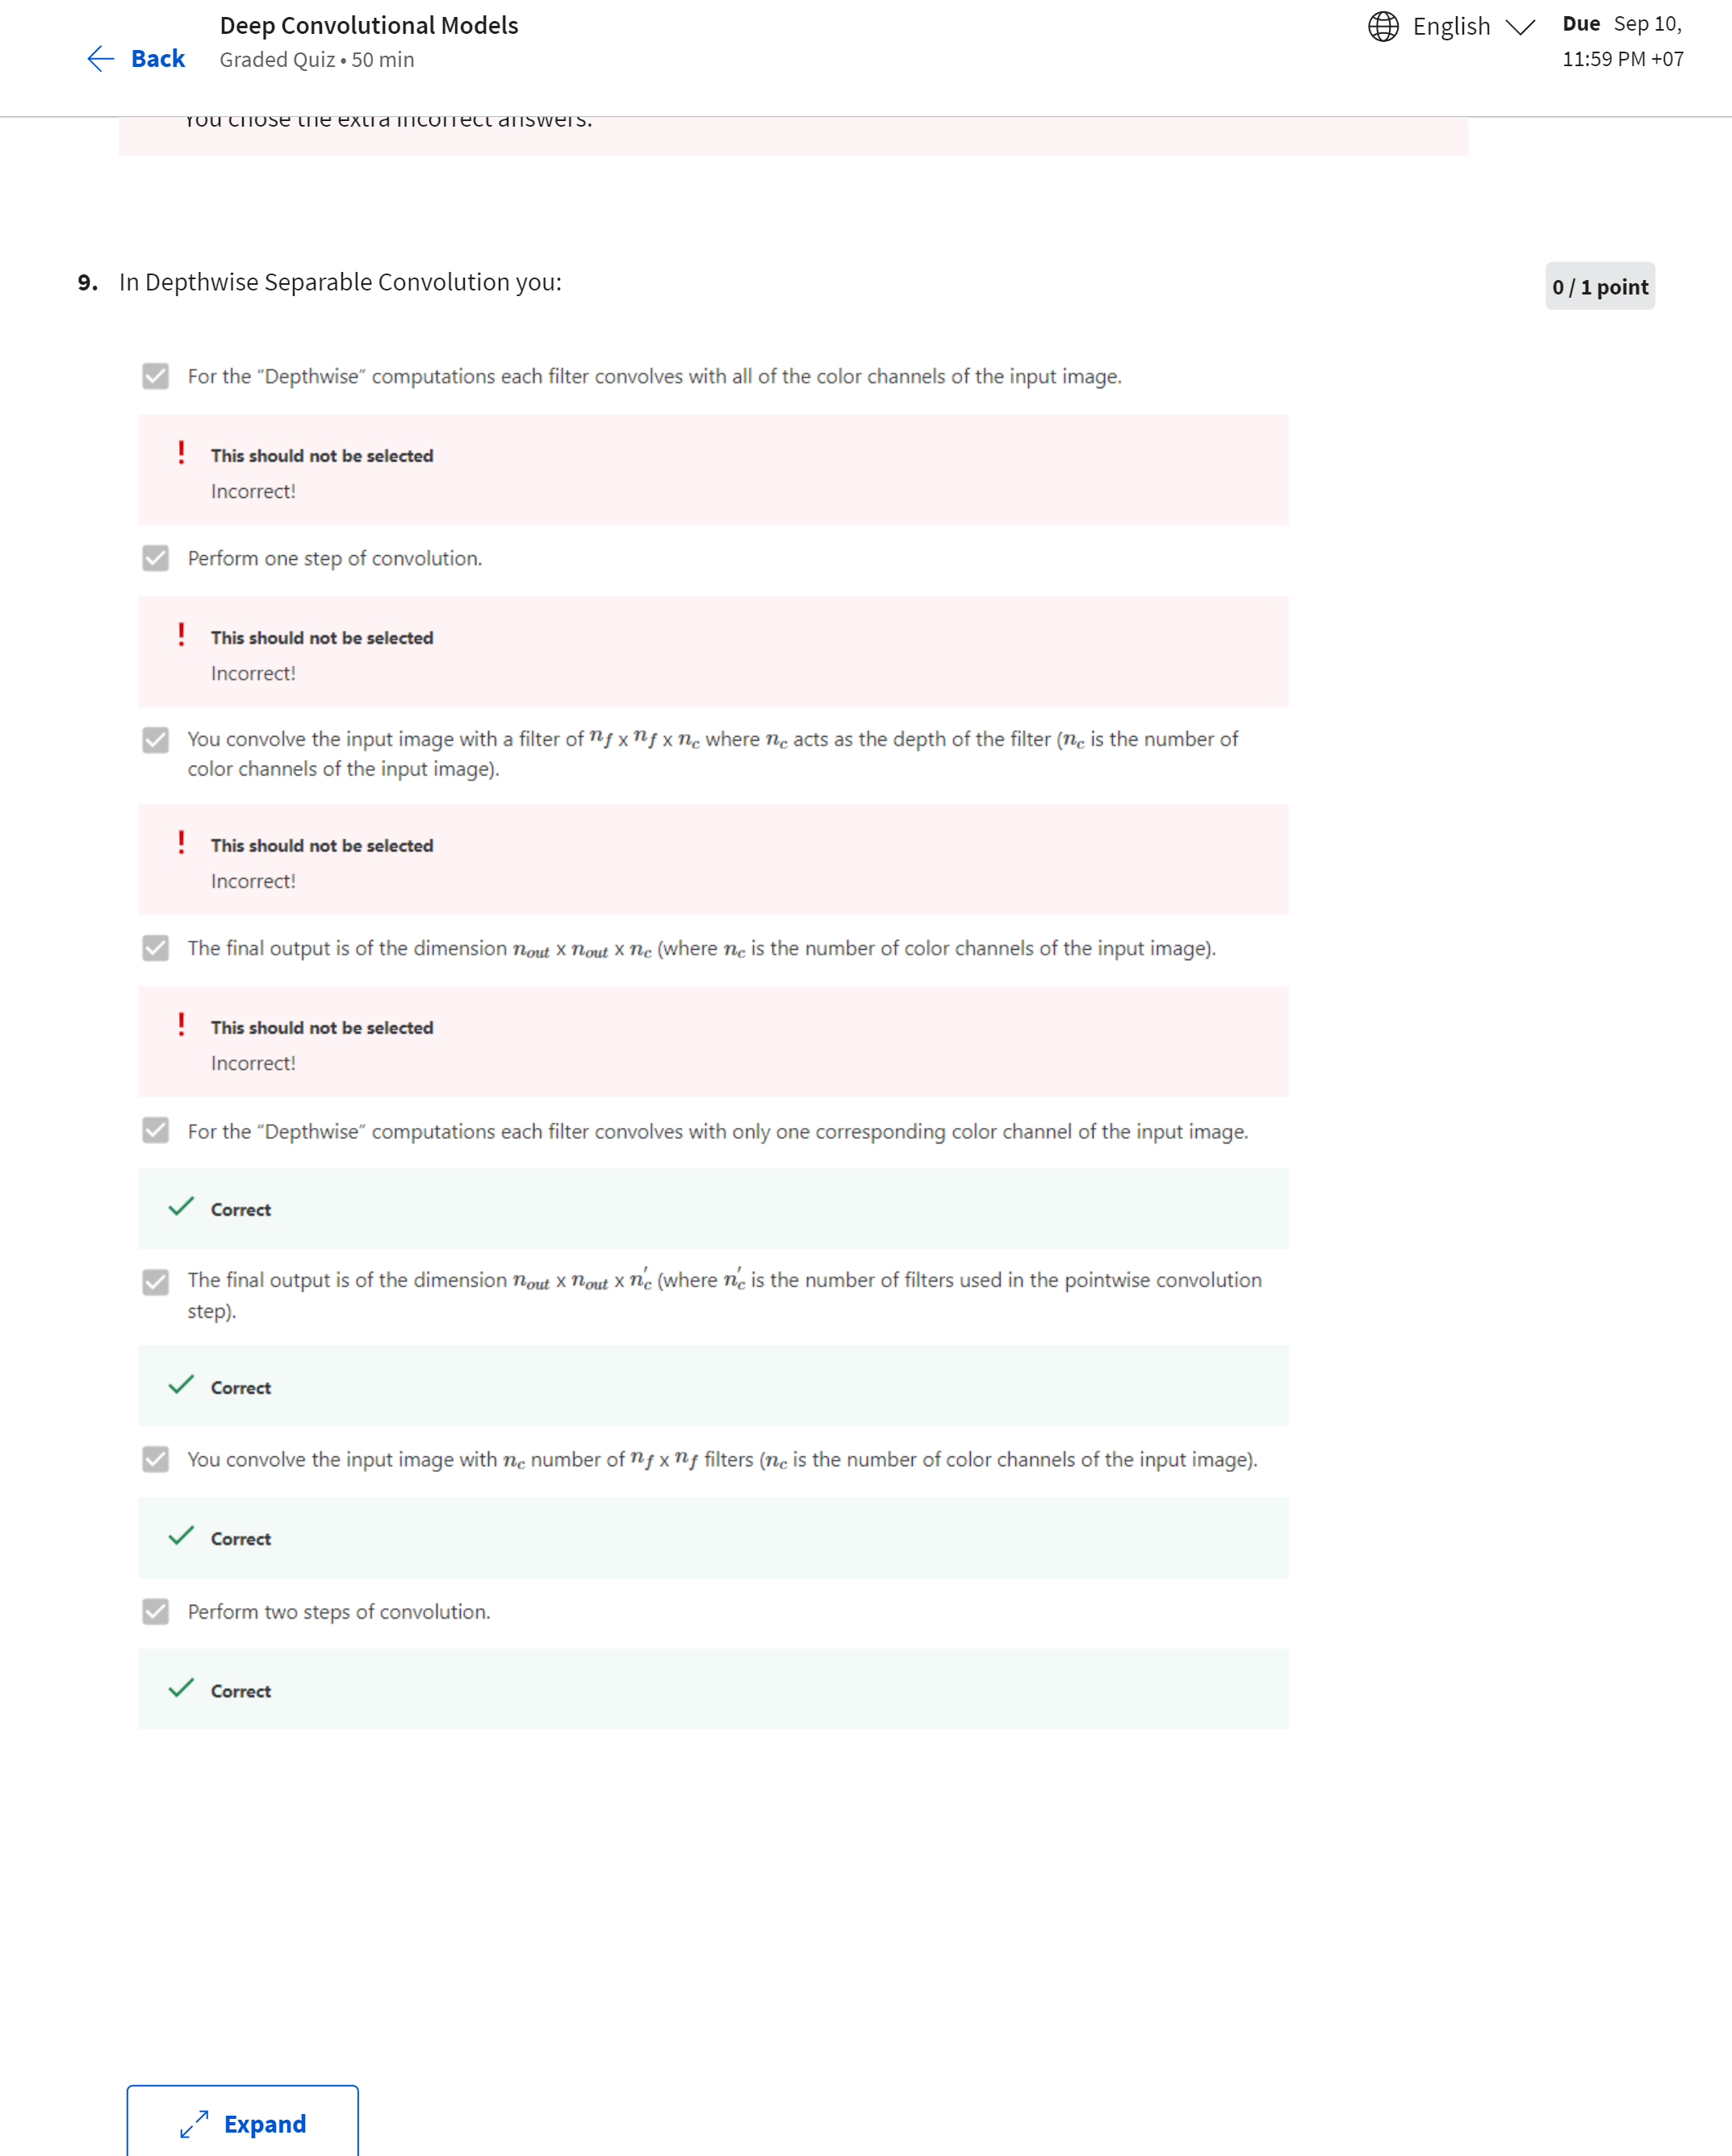 Deep Convolutional Models
Back
Graded Quiz • 50 min
English
Due Sep 10,
11:59 PM +07
You chose the extra incorrect answers.
9. In Depthwise Separable Convolution you:
0 / 1 point
For the “Depthwise” computations each filter convolves with all of the color channels of the input image.
! This should not be selected
Incorrect!
Perform one step of convolution.
! This should not be selected
Incorrect!
You convolve the input image with a filter of n_f x n_f x n_c where n_c acts as the depth of the filter (n_c is the number of
color channels of the input image).
! This should not be selected
Incorrect!
The final output is of the dimension n_out x n_out x n_c (where n_c is the number of color channels of the input image).
! This should not be selected
Incorrect!
For the “Depthwise” computations each filter convolves with only one corresponding color channel of the input image.
Correct
The final output is of the dimension n_out x n_out x n'_c (where n'_c is the number of filters used in the pointwise convolution
step).
Correct
You convolve the input image with n_c number of n_f x n_f filters (n_c is the number of color channels of the input image).
Correct
Perform two steps of convolution.
Correct
Expand